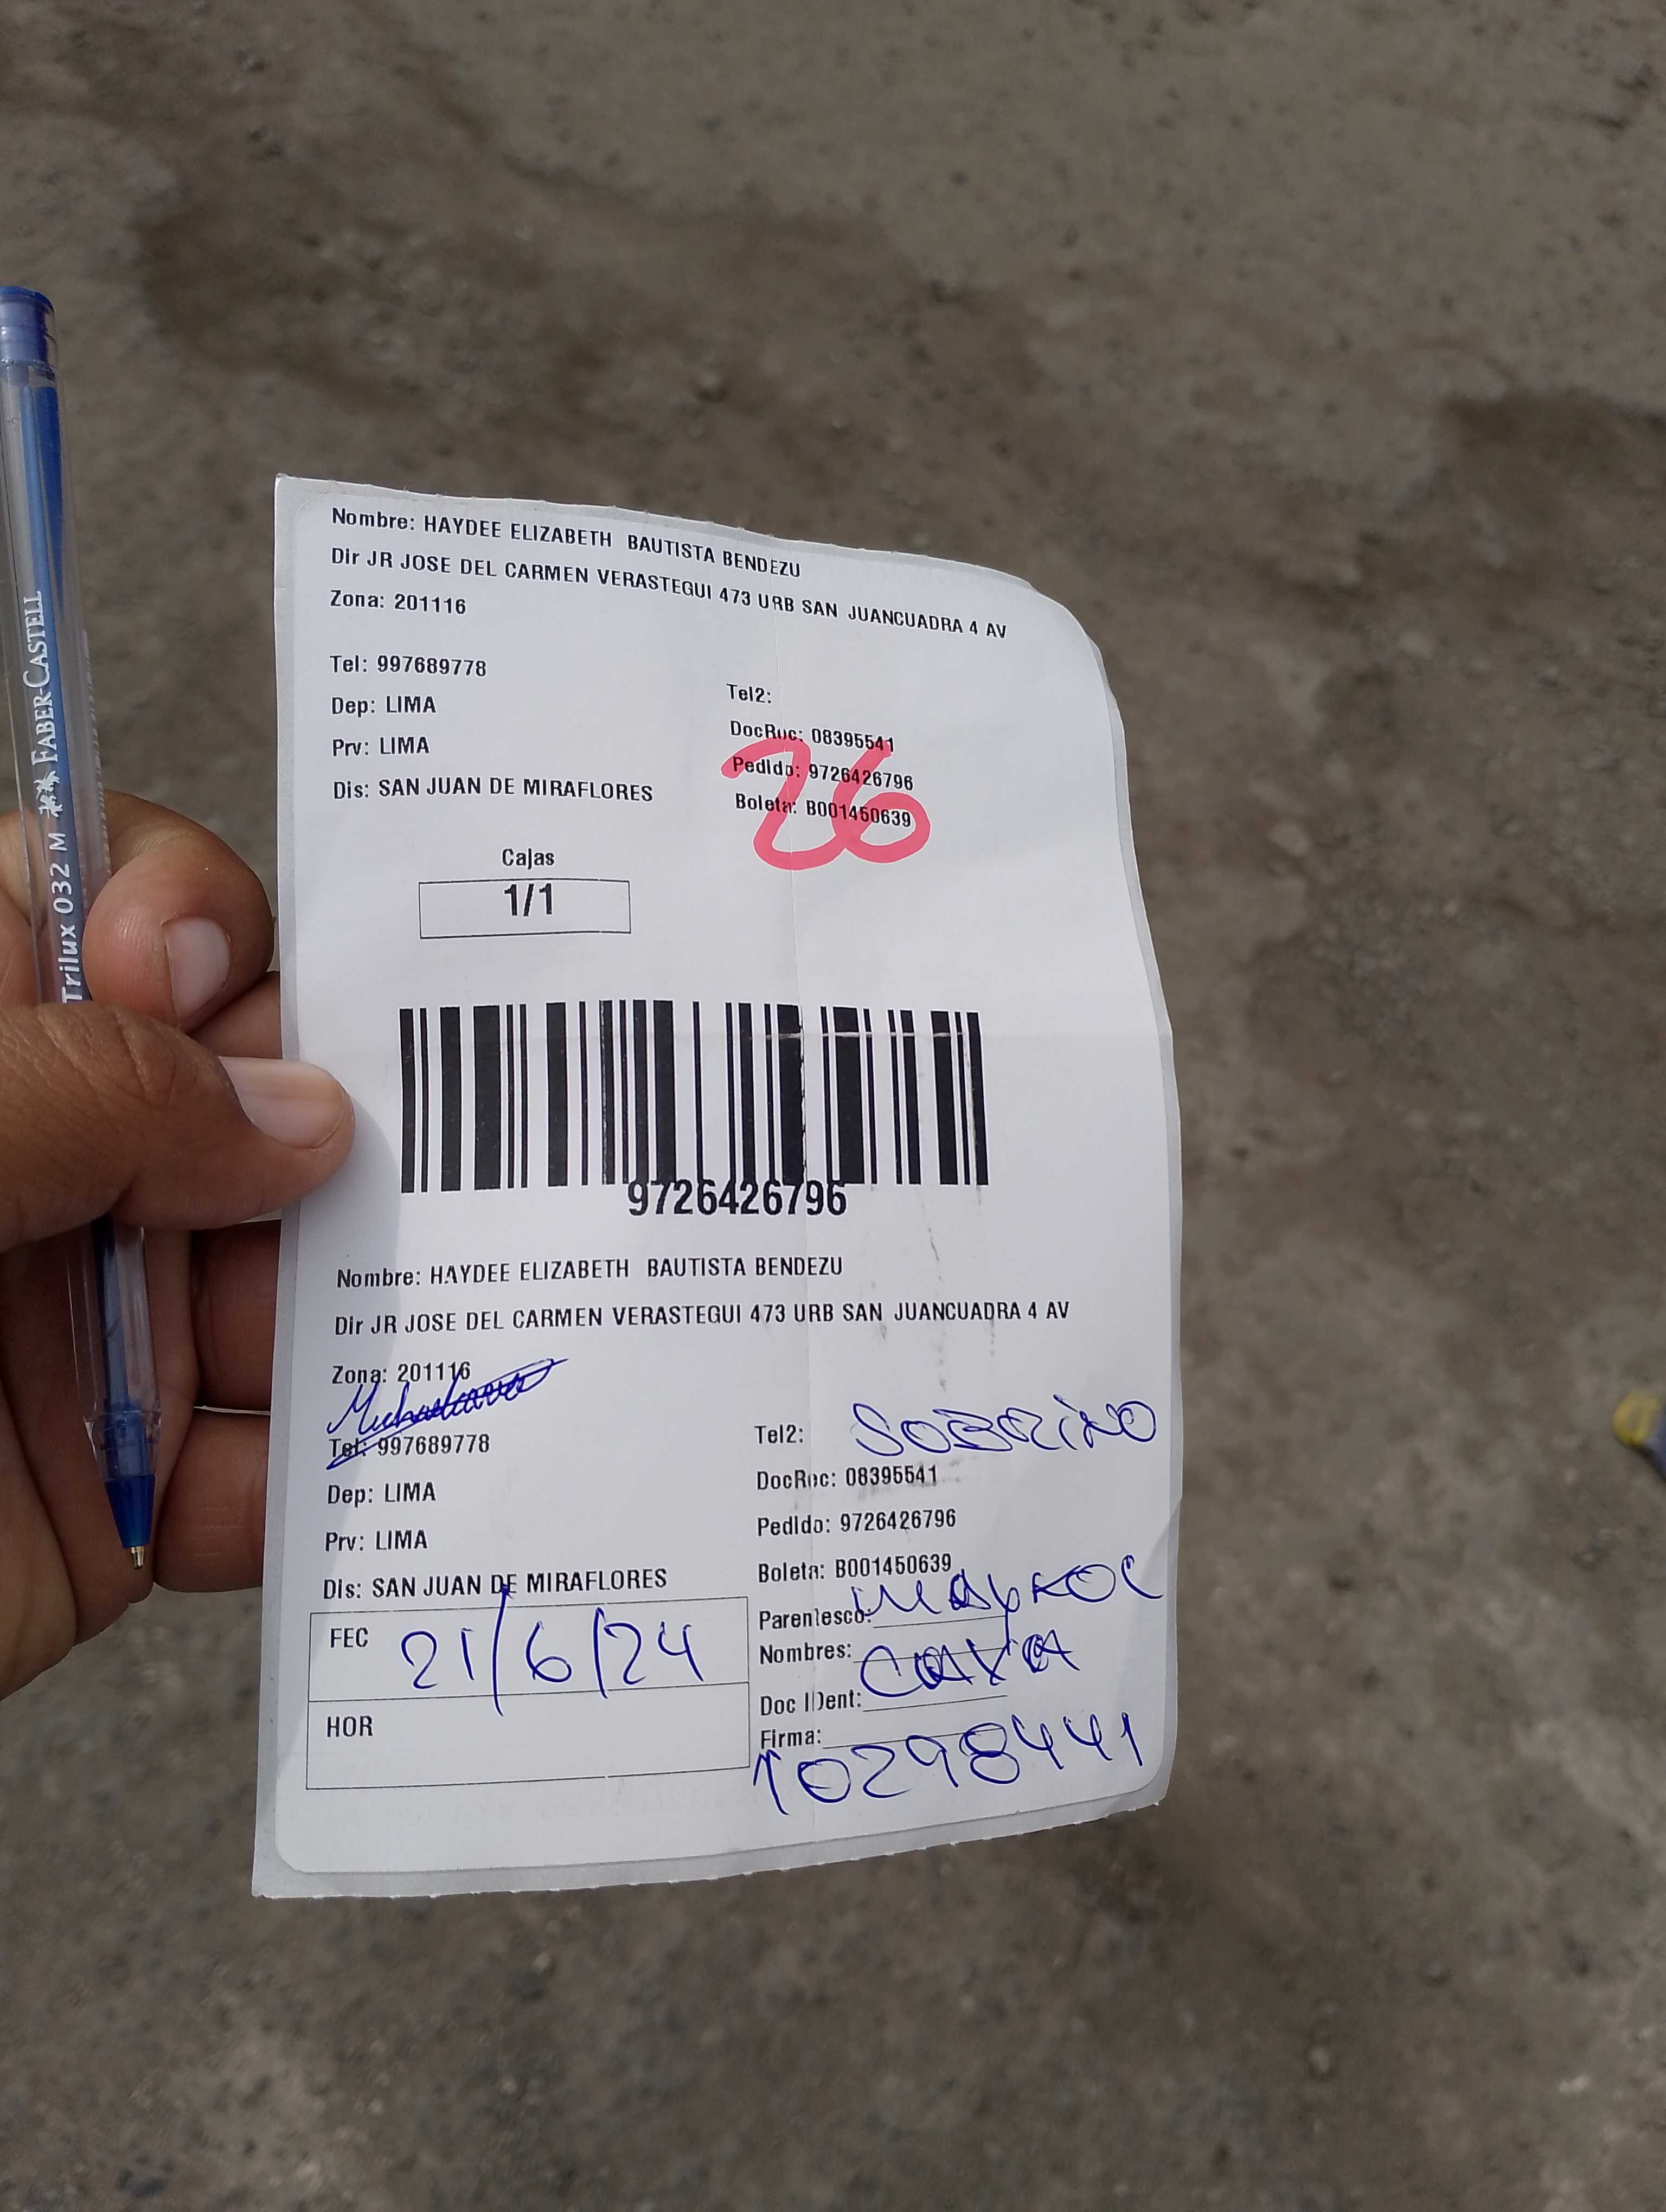 Nombre: HAYDEE ELIZABETH BAUTISTA BENDEZU
Dir JR JOSE DEL CARMEN VERASTEGUI 473 URB SAN JUANCUADRA 4 AV
Zona: 201116
Tel: 997689778
Tel2:
Dep: LIMA
DocRuc: 08395541
Prv: LIMA
Pedido: 9726426796
Dis: SAN JUAN DE MIRAFLORES
Boleta: B001450639
26
Cajas
1/1
9726426796
Nombre: HAYDEE ELIZABETH BAUTISTA BENDEZU
Dir JR JOSE DEL CARMEN VERASTEGUI 473 URB SAN JUANCUADRA 4 AV
Zona: 201116
Tel: 997689778
Tel2: SOBRINO
Dep: LIMA
DocRuc: 08395541
Prv: LIMA
Pedido: 9726426796
Dis: SAN JUAN DE MIRAFLORES
Boleta: B001450639
FEC 21/6/24
Parentesco:
Nombres:
HOR
Doc IDent:
Firma:
70298441
FABER-CASTELL
Trilux 032 M